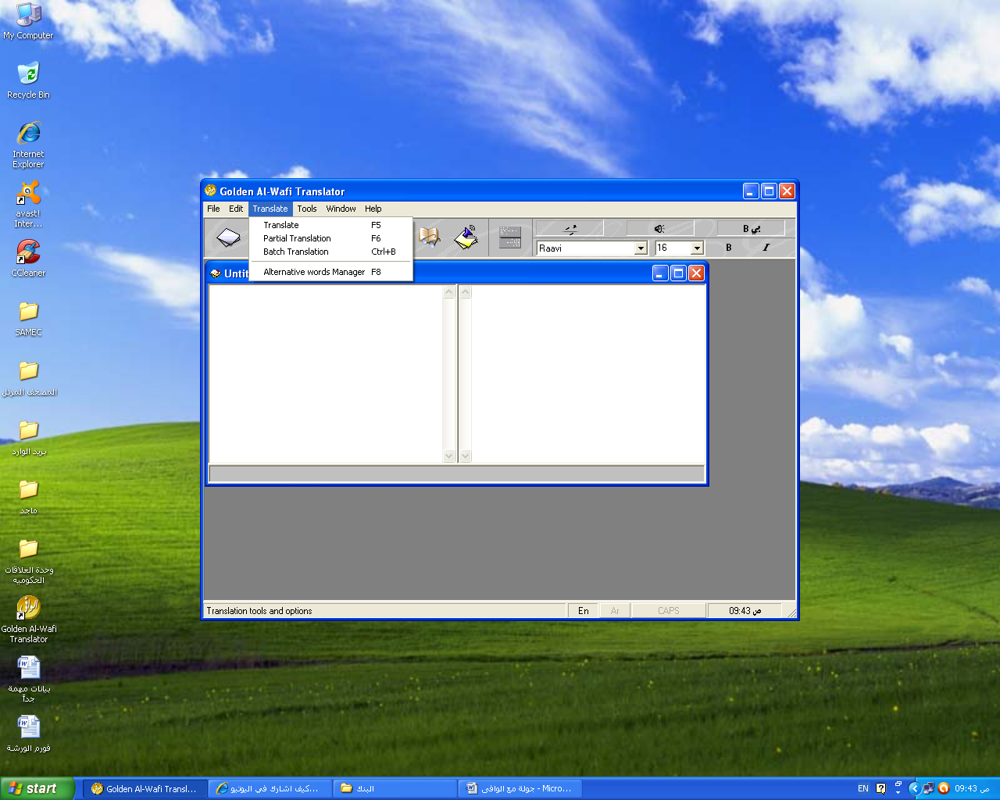 My Computer
Recycle Bin
Internet
Explorer
avast!
Inter...
CCleaner
SAMEC
المصحف المرتل
بريد الوارد
ماجد
وحدة العلاقات
الحكوميه
Golden Al-Wafi
Translator
بيانات مهمة
جداً
فورم الورشة
Golden Al-Wafi Translator
File Edit Translate Tools Window Help
Translate F5
Partial Translation F6
Batch Translation Ctrl+B
Alternative words Manager F8
B بي
Raavi 16 B I
Untit
Translation tools and options En Ar CAPS 09:43 ص
start Golden Al-Wafi Transl... كيف اشارك في اليوتيو... البنك جولة مع الوافي - Micro... EN 09:43 ص